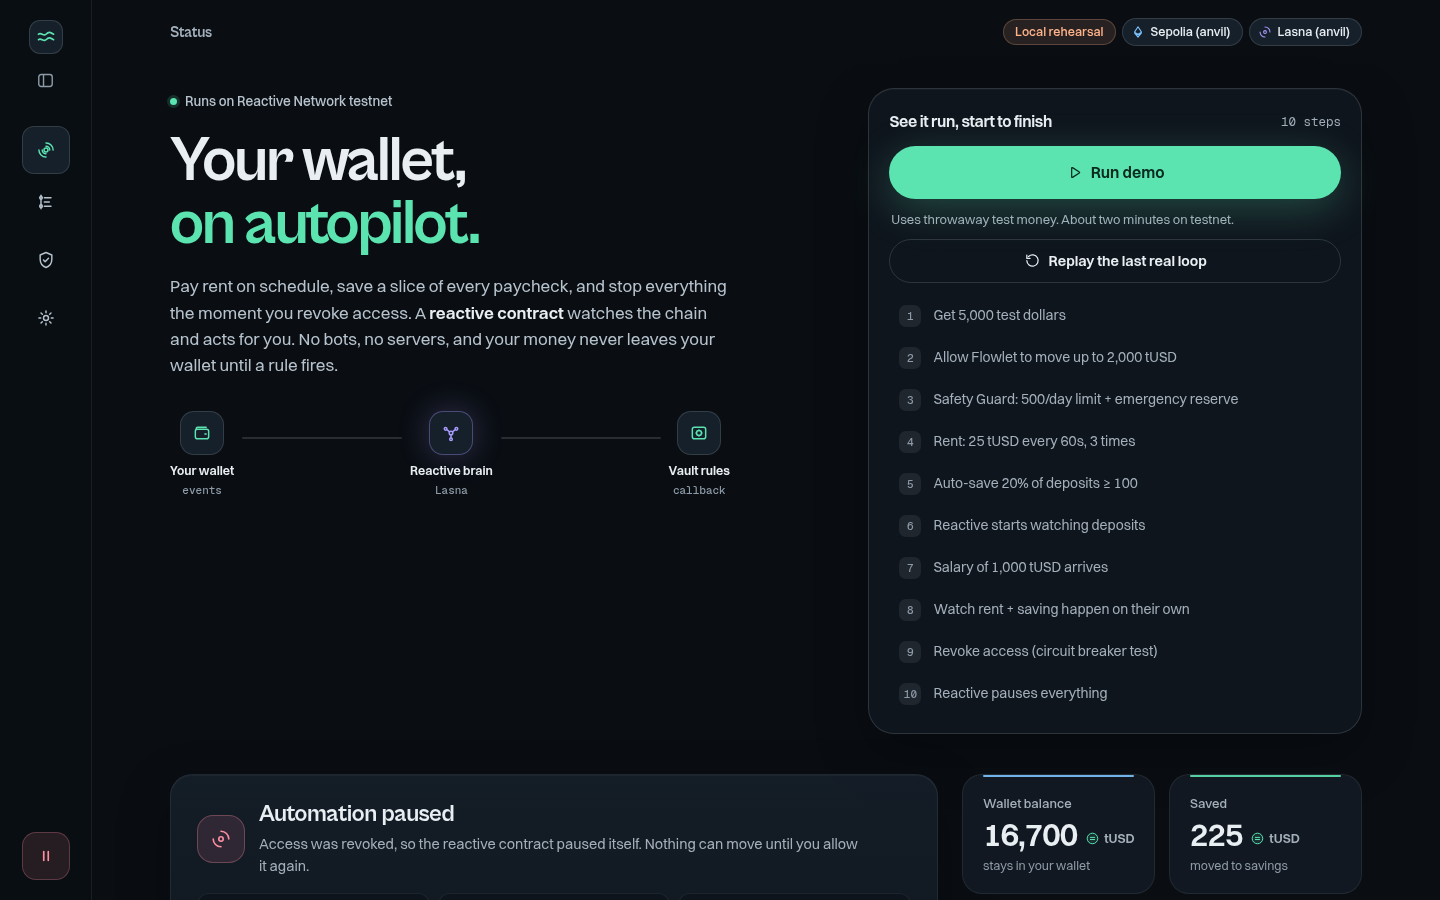 Status
Local rehearsal
Sepolia (anvil)
Lasna (anvil)
Runs on Reactive Network testnet
Your wallet,
on autopilot.
Pay rent on schedule, save a slice of every paycheck, and stop everything
the moment you revoke access. A reactive contract watches the chain
and acts for you. No bots, no servers, and your money never leaves your
wallet until a rule fires.
Your wallet
events
Reactive brain
Lasna
Vault rules
callback
See it run, start to finish
10 steps
Run demo
Uses throwaway test money. About two minutes on testnet.
Replay the last real loop
1 Get 5,000 test dollars
2 Allow Flowlet to move up to 2,000 tUSD
3 Safety Guard: 500/day limit + emergency reserve
4 Rent: 25 tUSD every 60s, 3 times
5 Auto-save 20% of deposits ≥ 100
6 Reactive starts watching deposits
7 Salary of 1,000 tUSD arrives
8 Watch rent + saving happen on their own
9 Revoke access (circuit breaker test)
10 Reactive pauses everything
Automation paused
Access was revoked, so the reactive contract paused itself. Nothing can move until you allow
it again.
Wallet balance
16,700 tUSD
stays in your wallet
Saved
225 tUSD
moved to savings